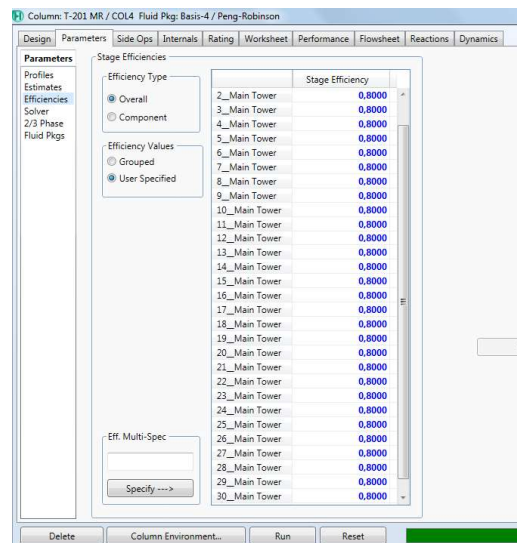 Column: T-201 MR / COL4 Fluid Pkg: Basis-4 / Peng-Robinson
Design Parameters Side Ops Internals Rating Worksheet Performance Flowsheet Reactions Dynamics
Parameters
Profiles
Estimates
Efficiencies
Solver
2/3 Phase
Fluid Pkgs
Stage Efficiencies
Efficiency Type
Overall
Component
Efficiency Values
Grouped
User Specified
Eff. Multi-Spec
Specify --->
Stage Efficiency
2__Main Tower 0,8000
3__Main Tower 0,8000
4__Main Tower 0,8000
5__Main Tower 0,8000
6__Main Tower 0,8000
7__Main Tower 0,8000
8__Main Tower 0,8000
9__Main Tower 0,8000
10__Main Tower 0,8000
11__Main Tower 0,8000
12__Main Tower 0,8000
13__Main Tower 0,8000
14__Main Tower 0,8000
15__Main Tower 0,8000
16__Main Tower 0,8000
17__Main Tower 0,8000
18__Main Tower 0,8000
19__Main Tower 0,8000
20__Main Tower 0,8000
21__Main Tower 0,8000
22__Main Tower 0,8000
23__Main Tower 0,8000
24__Main Tower 0,8000
25__Main Tower 0,8000
26__Main Tower 0,8000
27__Main Tower 0,8000
28__Main Tower 0,8000
29__Main Tower 0,8000
30__Main Tower 0,8000
Delete Column Environment... Run Reset